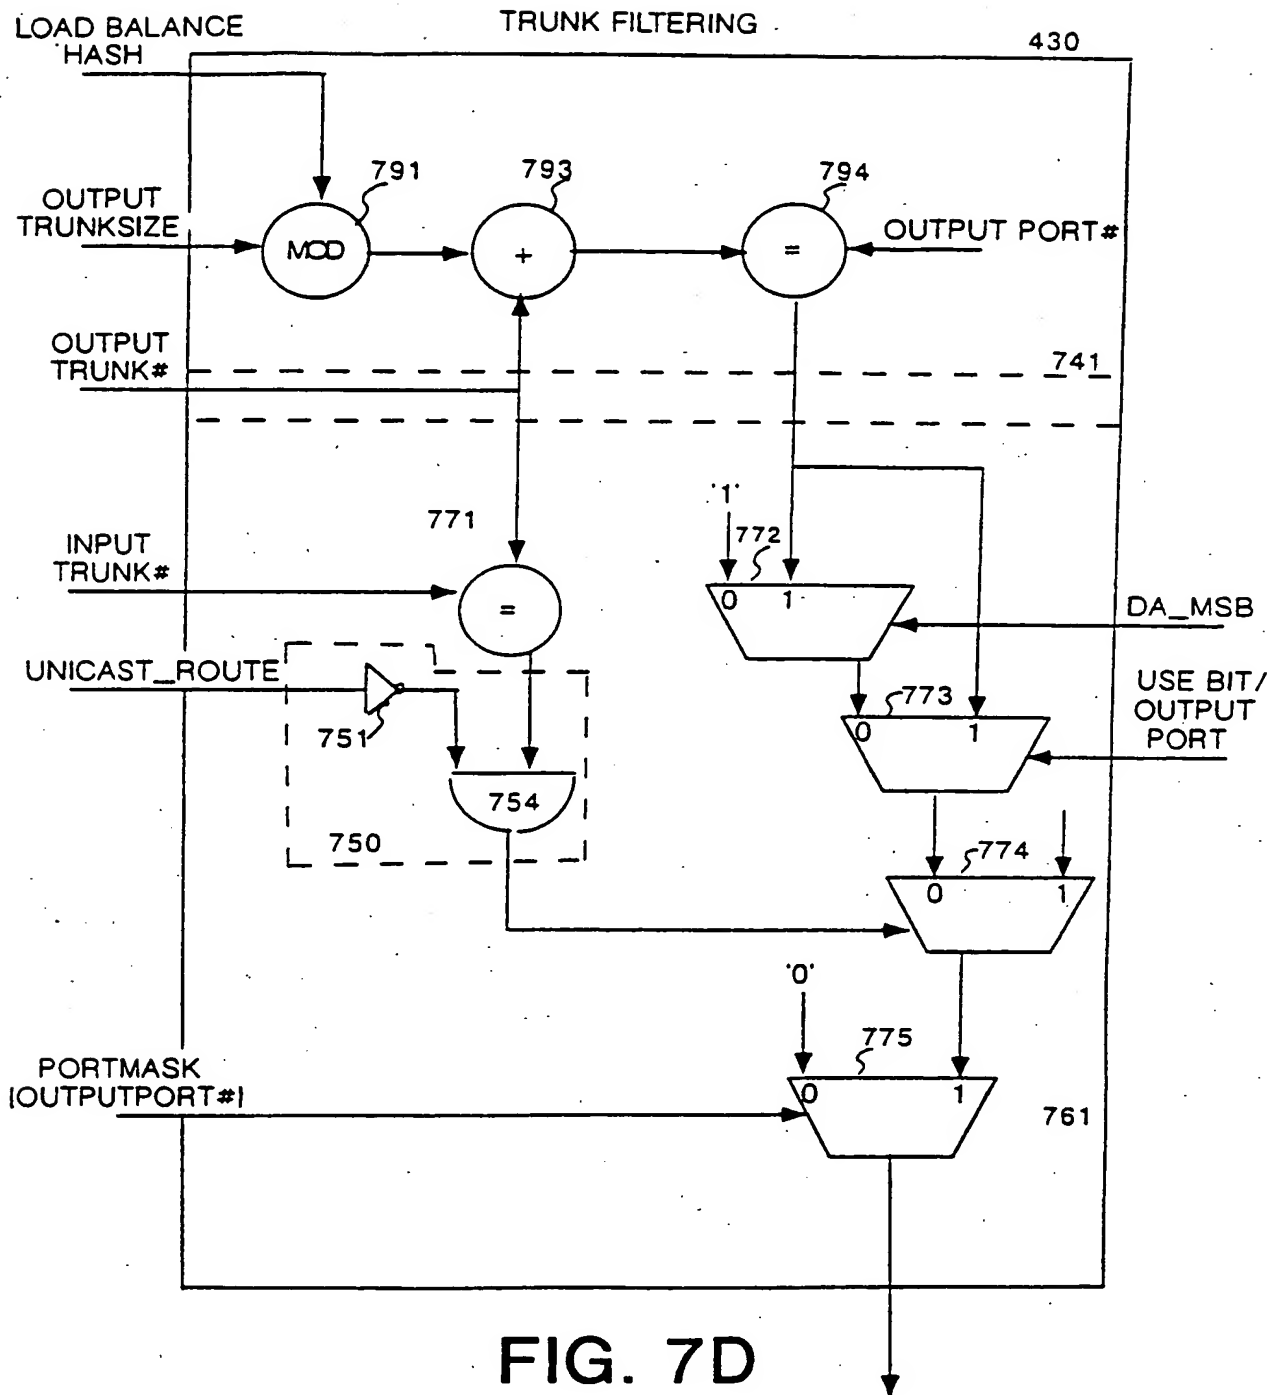 TRUNK FILTERING
430
LOAD BALANCE
HASH
791
793
794
OUTPUT
TRUNKSIZE
MOD
+
=
OUTPUT PORT#
OUTPUT
TRUNK#
741
771
'1'
772
INPUT
TRUNK#
=
0 1
DA_MSB
UNICAST_ROUTE
751
773
0 1
USE BIT/
OUTPUT
PORT
754
750
774
0 1
'0'
775
PORTMASK
[OUTPUTPORT#]
0 1
761
FIG. 7D